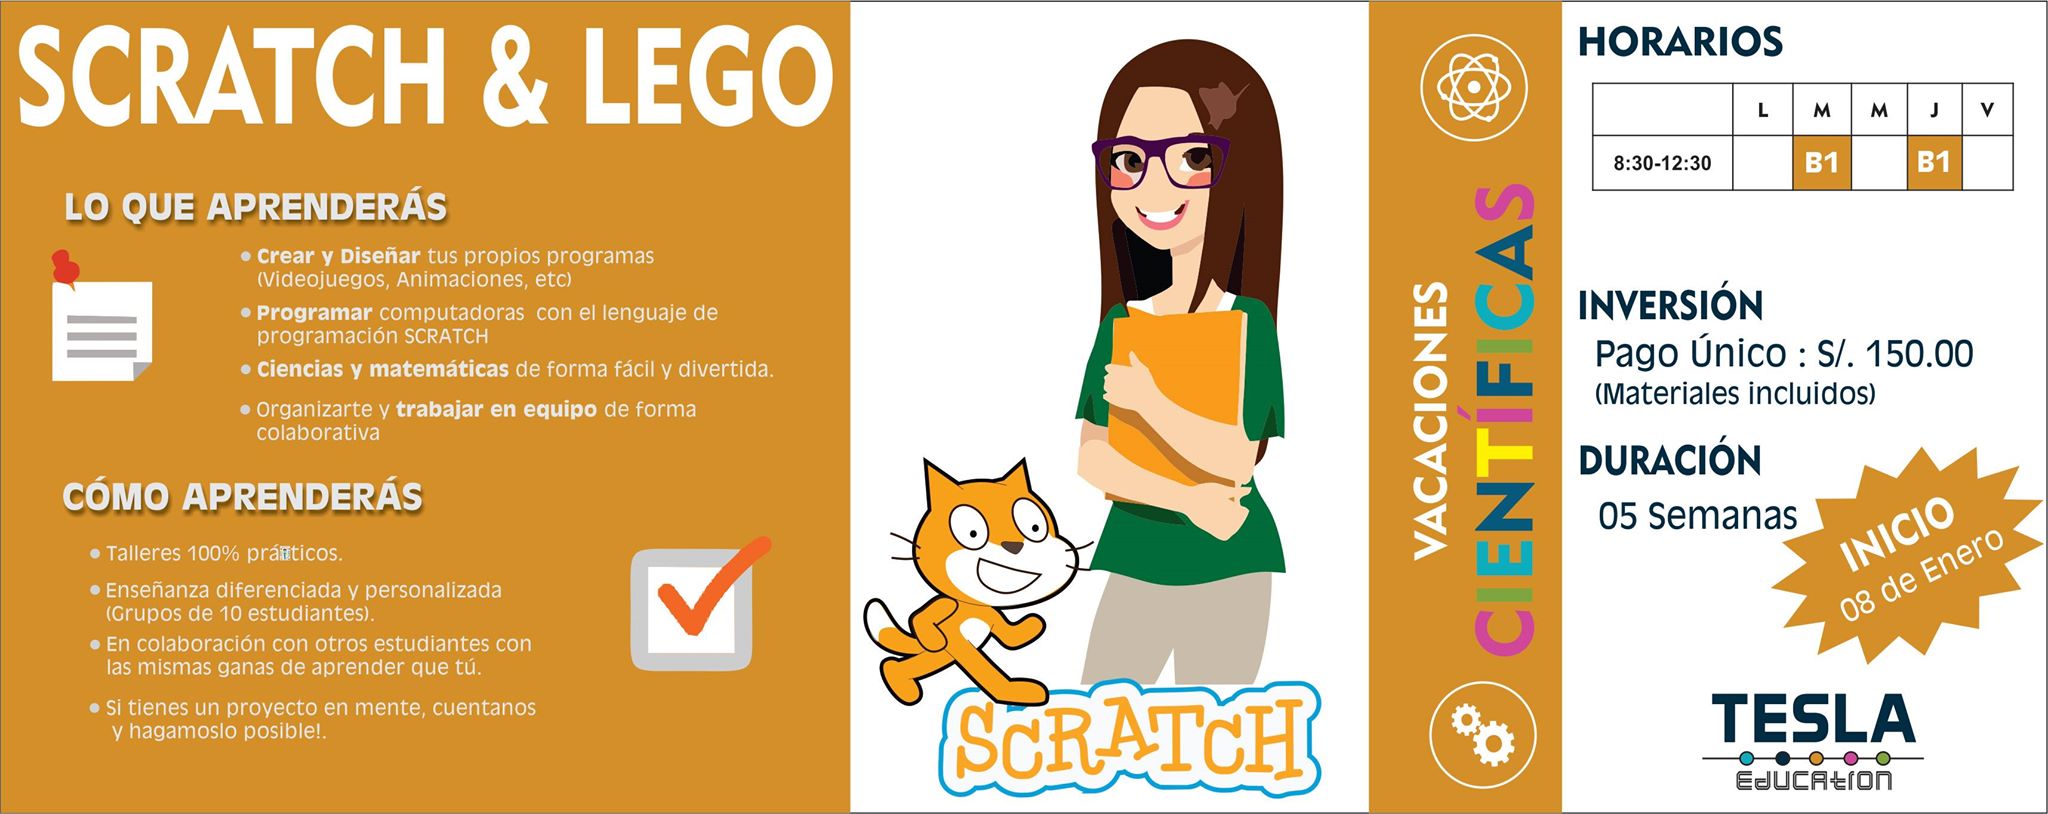 SCRATCH & LEGO
LO QUE APRENDERÁS
• Crear y Diseñar tus propios programas
(Videojuegos, Animaciones, etc)
• Programar computadoras con el lenguaje de
programación SCRATCH
• Ciencias y matemáticas de forma fácil y divertida.
• Organizarte y trabajar en equipo de forma
colaborativa
CÓMO APRENDERÁS
• Talleres 100% prácticos.
• Enseñanza diferenciada y personalizada
(Grupos de 10 estudiantes).
• En colaboración con otros estudiantes con
las mismas ganas de aprender que tú.
• Si tienes un proyecto en mente, cuentanos
y hagamoslo posible!.
SCRATCH
VACACIONES
CIENTÍFICAS
HORARIOS
L M M J V
8:30-12:30 B1 B1
INVERSIÓN
Pago Único : S/. 150.00
(Materiales incluidos)
DURACIÓN
05 Semanas
INICIO
08 de Enero
TESLA
EdUCAtION